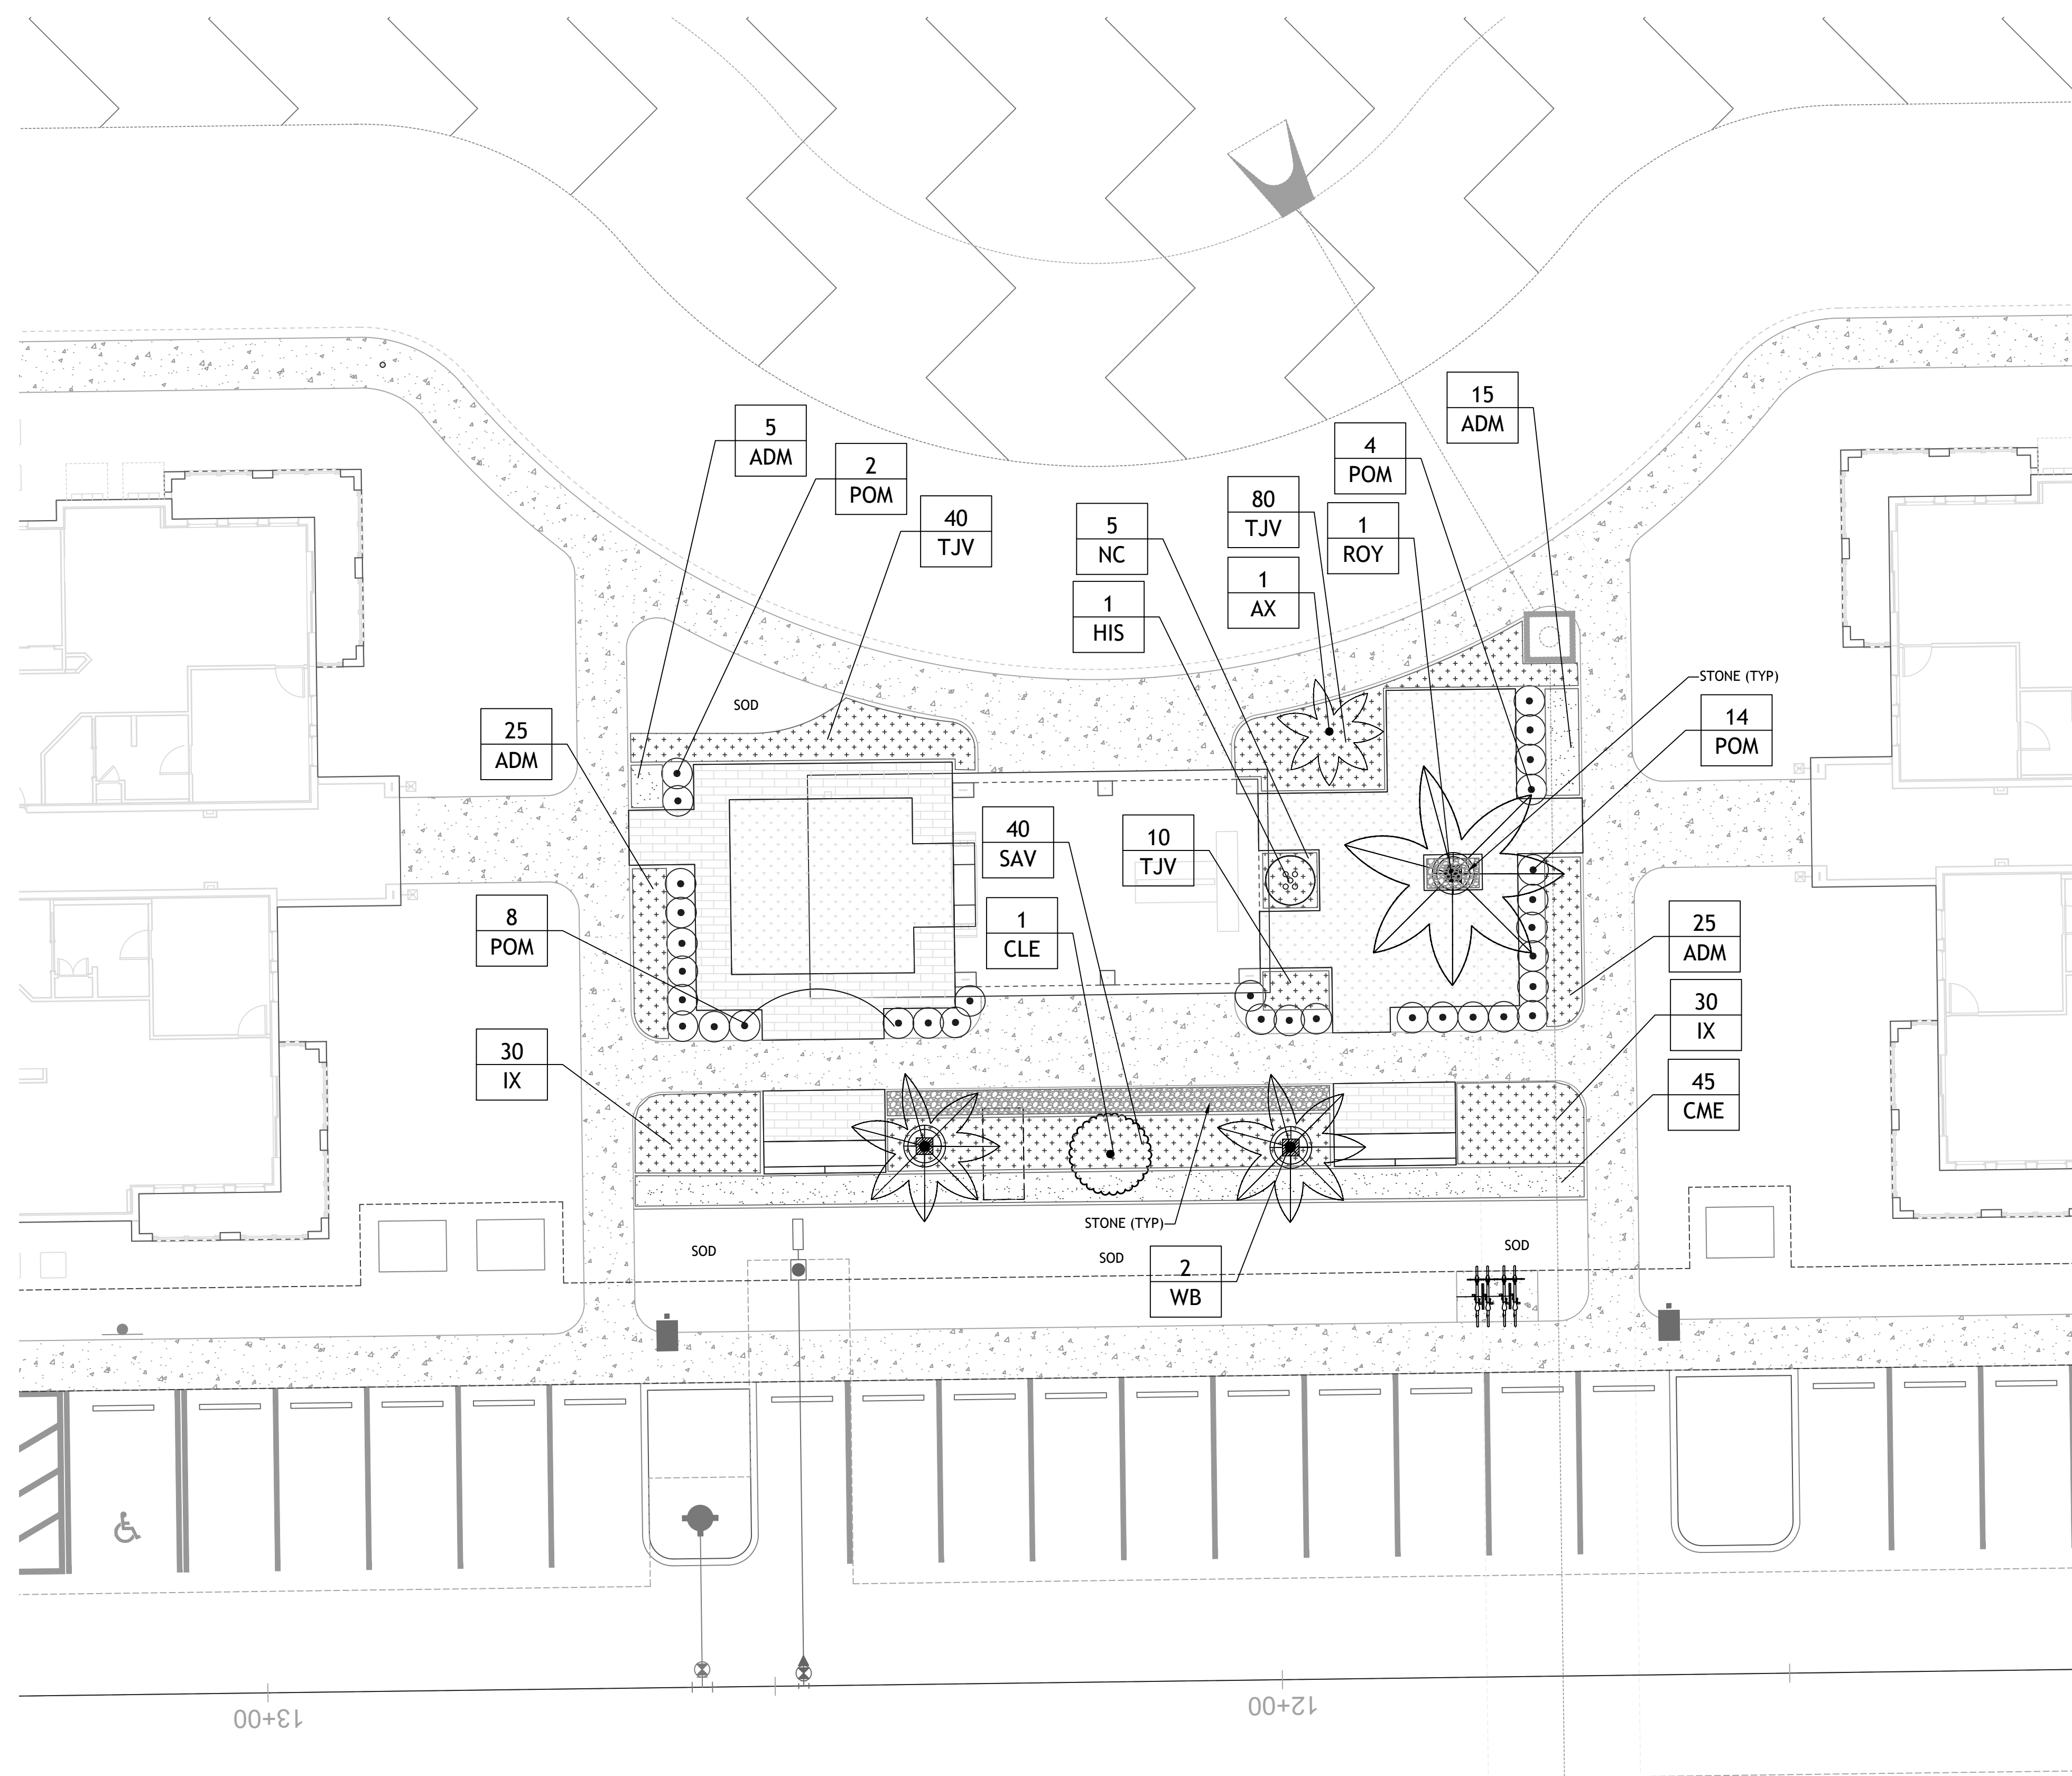 15
ADM
5
ADM
4
POM
2
POM
80
TJV
40
TJV
1
ROY
5
NC
1
AX
1
HIS
STONE (TYP)
14
POM
SOD
25
ADM
40
SAV
10
TJV
8
POM
1
CLE
25
ADM
30
IX
30
IX
45
CME
STONE (TYP)
SOD
SOD
SOD
2
WB
13+00
12+00